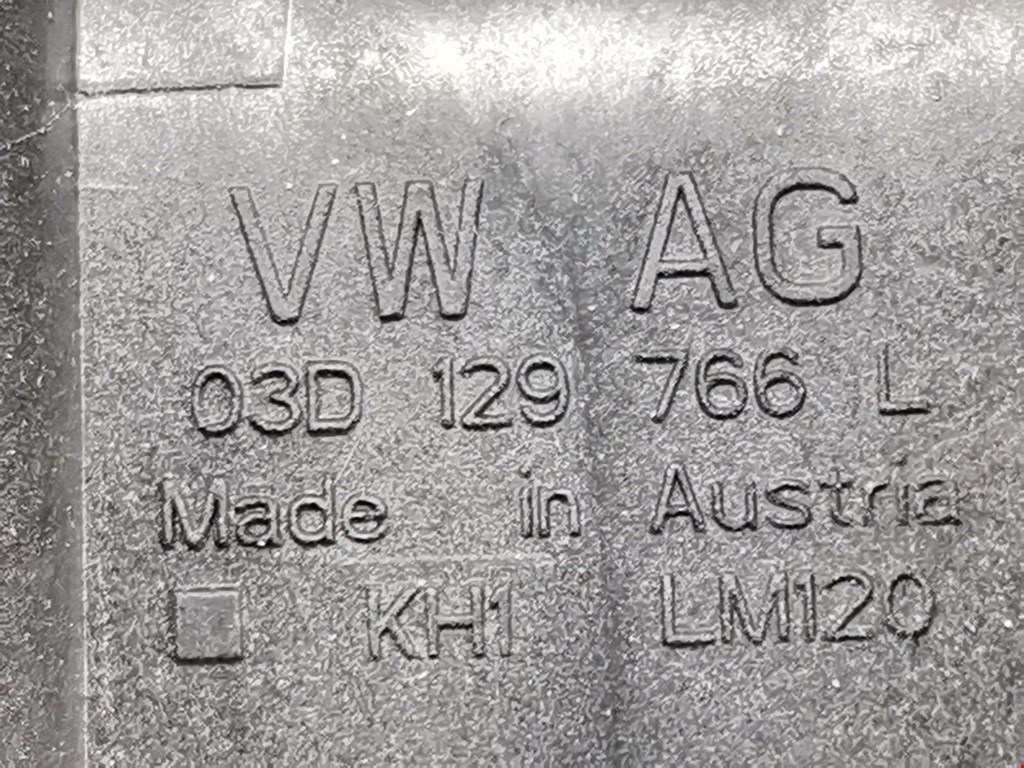 VW AG
03D 129 766 L
Made in Austria
KH1 LM120